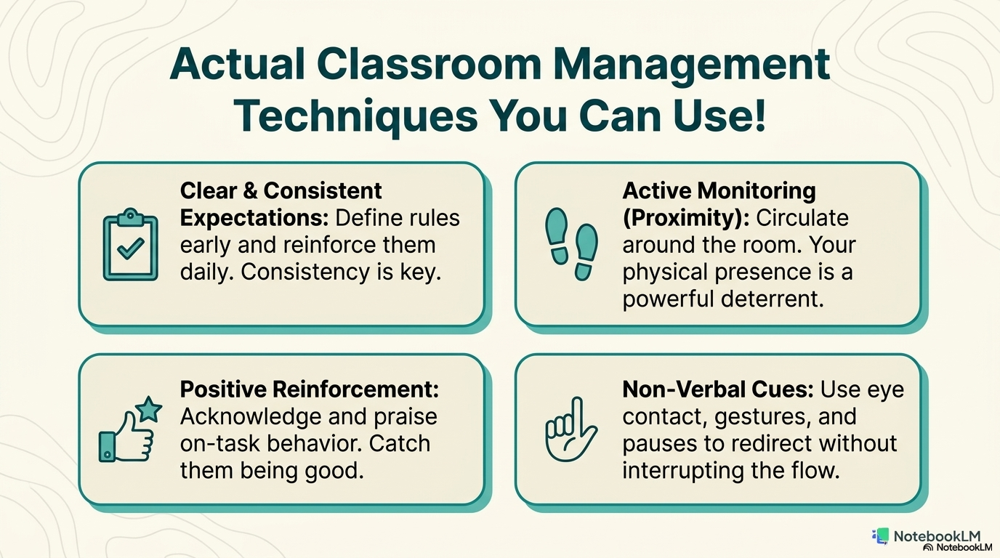 Actual Classroom Management
Techniques You Can Use!
Clear & Consistent
Expectations: Define rules
early and reinforce them
daily. Consistency is key.
Active Monitoring
(Proximity): Circulate
around the room. Your
physical presence is a
powerful deterrent.
Positive Reinforcement:
Acknowledge and praise
on-task behavior. Catch
them being good.
Non-Verbal Cues: Use eye
contact, gestures, and
pauses to redirect without
interrupting the flow.
NotebookLM
NotebookLM